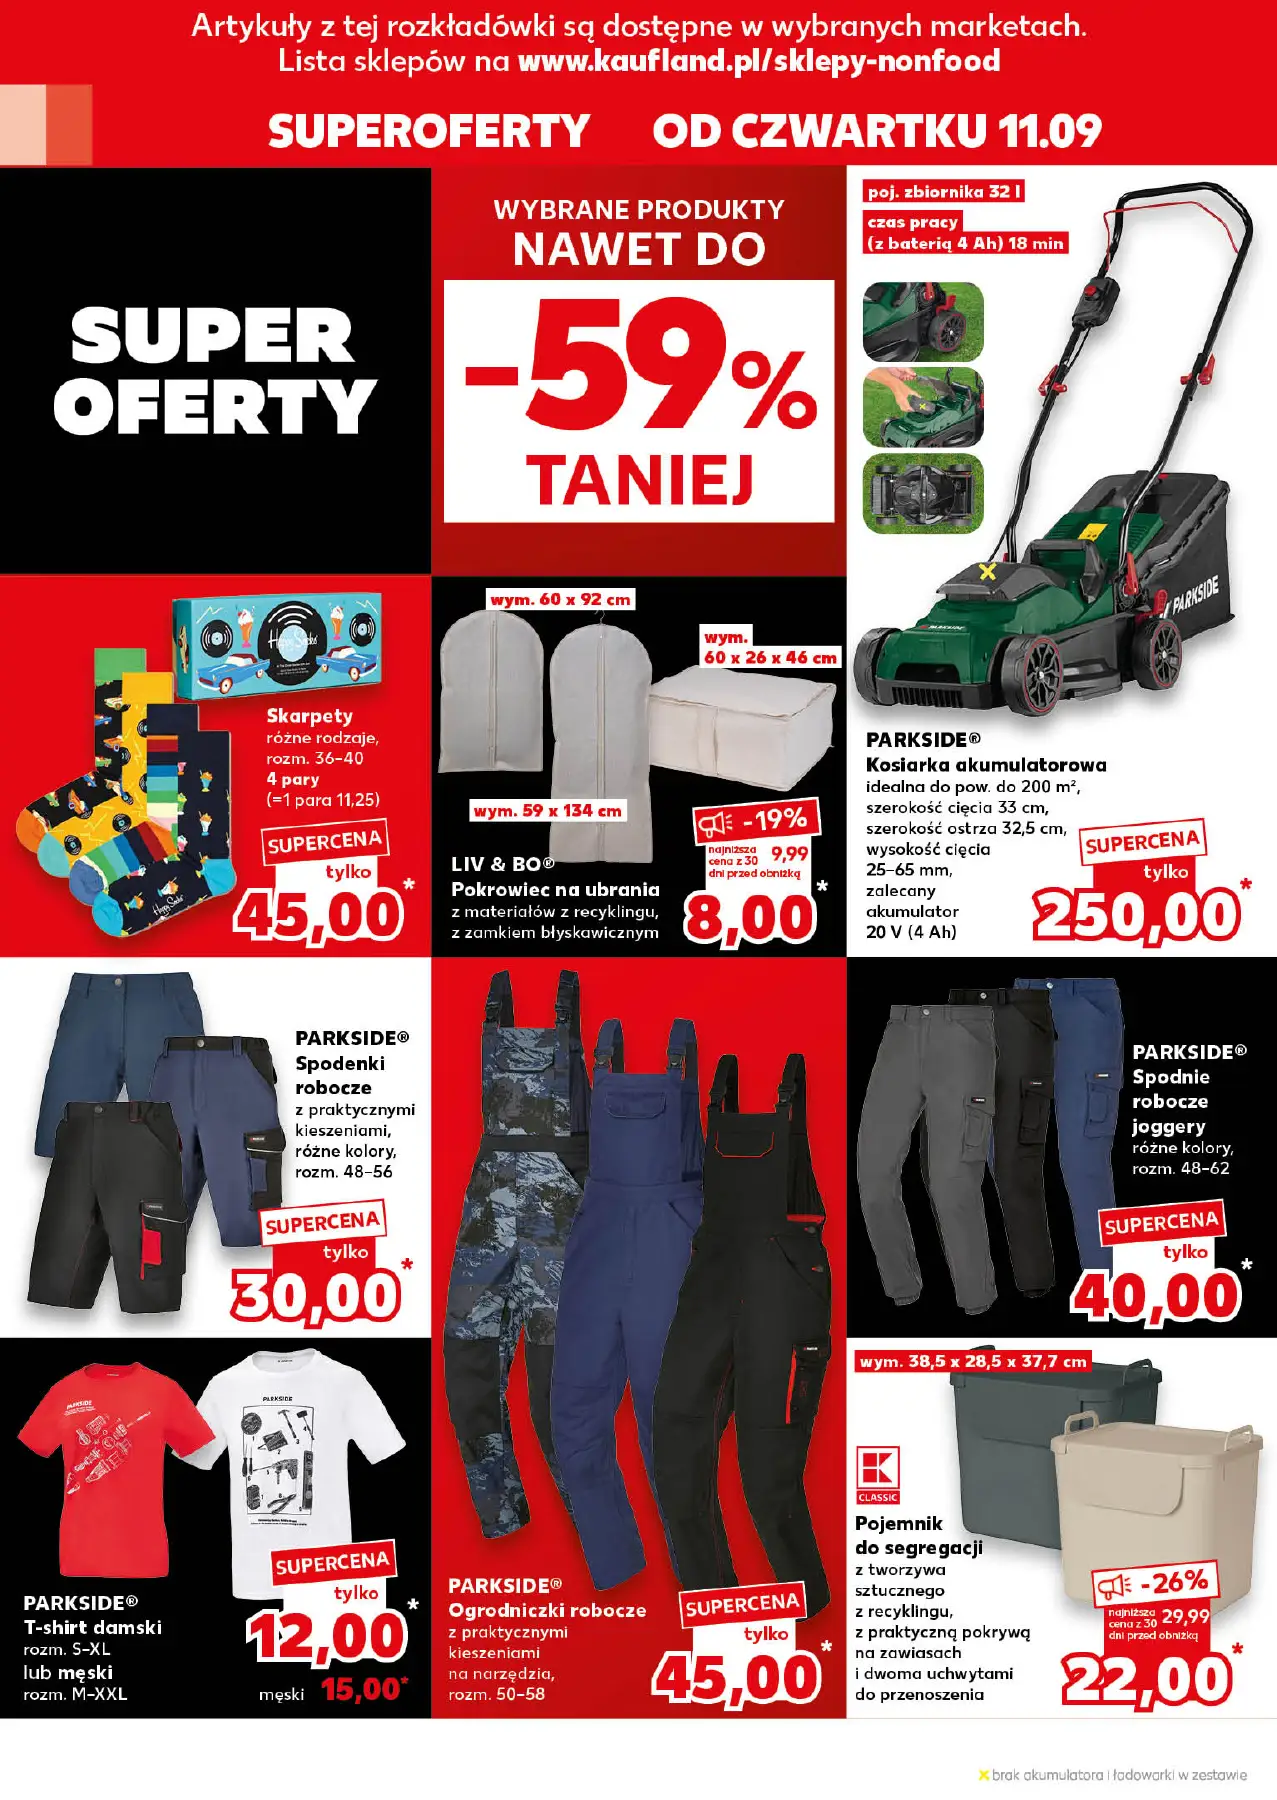 Artykuły z tej rozkładówki są dostępne w wybranych marketach.
Lista sklepów na www.kaufland.pl/sklepy-nonfood
SUPEROFERTY OD CZWARTKU 11.09
SUPER
OFERTY
WYBRANE PRODUKTY
NAWET DO
-59%
TANIEJ
poj. zbiornika 32 l
czas pracy
(z baterią 4 Ah) 18 min
PARKSIDE
PARKSIDE
PARKSIDE®
Kosiarka akumulatorowa
idealna do pow. do 200 m²,
szerokość cięcia 33 cm,
szerokość ostrza 32,5 cm,
wysokość cięcia
25–65 mm,
zalecany
akumulator
20 V (4 Ah)
SUPERCENA
tylko
250,00*
Happy Socks
Skarpety
różne rodzaje,
rozm. 36–40
4 pary
(=1 para 11,25)
SUPERCENA
tylko
45,00*
wym. 60 x 92 cm
wym.
60 x 26 x 46 cm
wym. 59 x 134 cm
LIV & BO®
Pokrowiec na ubrania
z materiałów z recyklingu,
z zamkiem błyskawicznym
-19%
najniższa
cena z 30 9,99
dni przed obniżką
8,00*
PARKSIDE®
Spodenki
robocze
z praktycznymi
kieszeniami,
różne kolory,
rozm. 48–56
SUPERCENA
tylko
30,00*
PARKSIDE®
Ogrodniczki robocze
z praktycznymi
kieszeniami
na narzędzia,
rozm. 50–58
SUPERCENA
tylko
45,00*
PARKSIDE®
Spodnie
robocze
joggery
różne kolory,
rozm. 48–62
SUPERCENA
tylko
40,00*
PARKSIDE
PARKSIDE
PARKSIDE®
T-shirt damski
rozm. S–XL
lub męski
rozm. M–XXL
SUPERCENA
tylko
12,00*
męski 15,00*
wym. 38,5 x 28,5 x 37,7 cm
K
CLASSIC
Pojemnik
do segregacji
z tworzywa
sztucznego
z recyklingu,
z praktyczną pokrywą
na zawiasach
i dwoma uchwytami
do przenoszenia
-26%
najniższa
cena z 30 29,99
dni przed obniżką
22,00*
brak akumulatora i ładowarki w zestawie